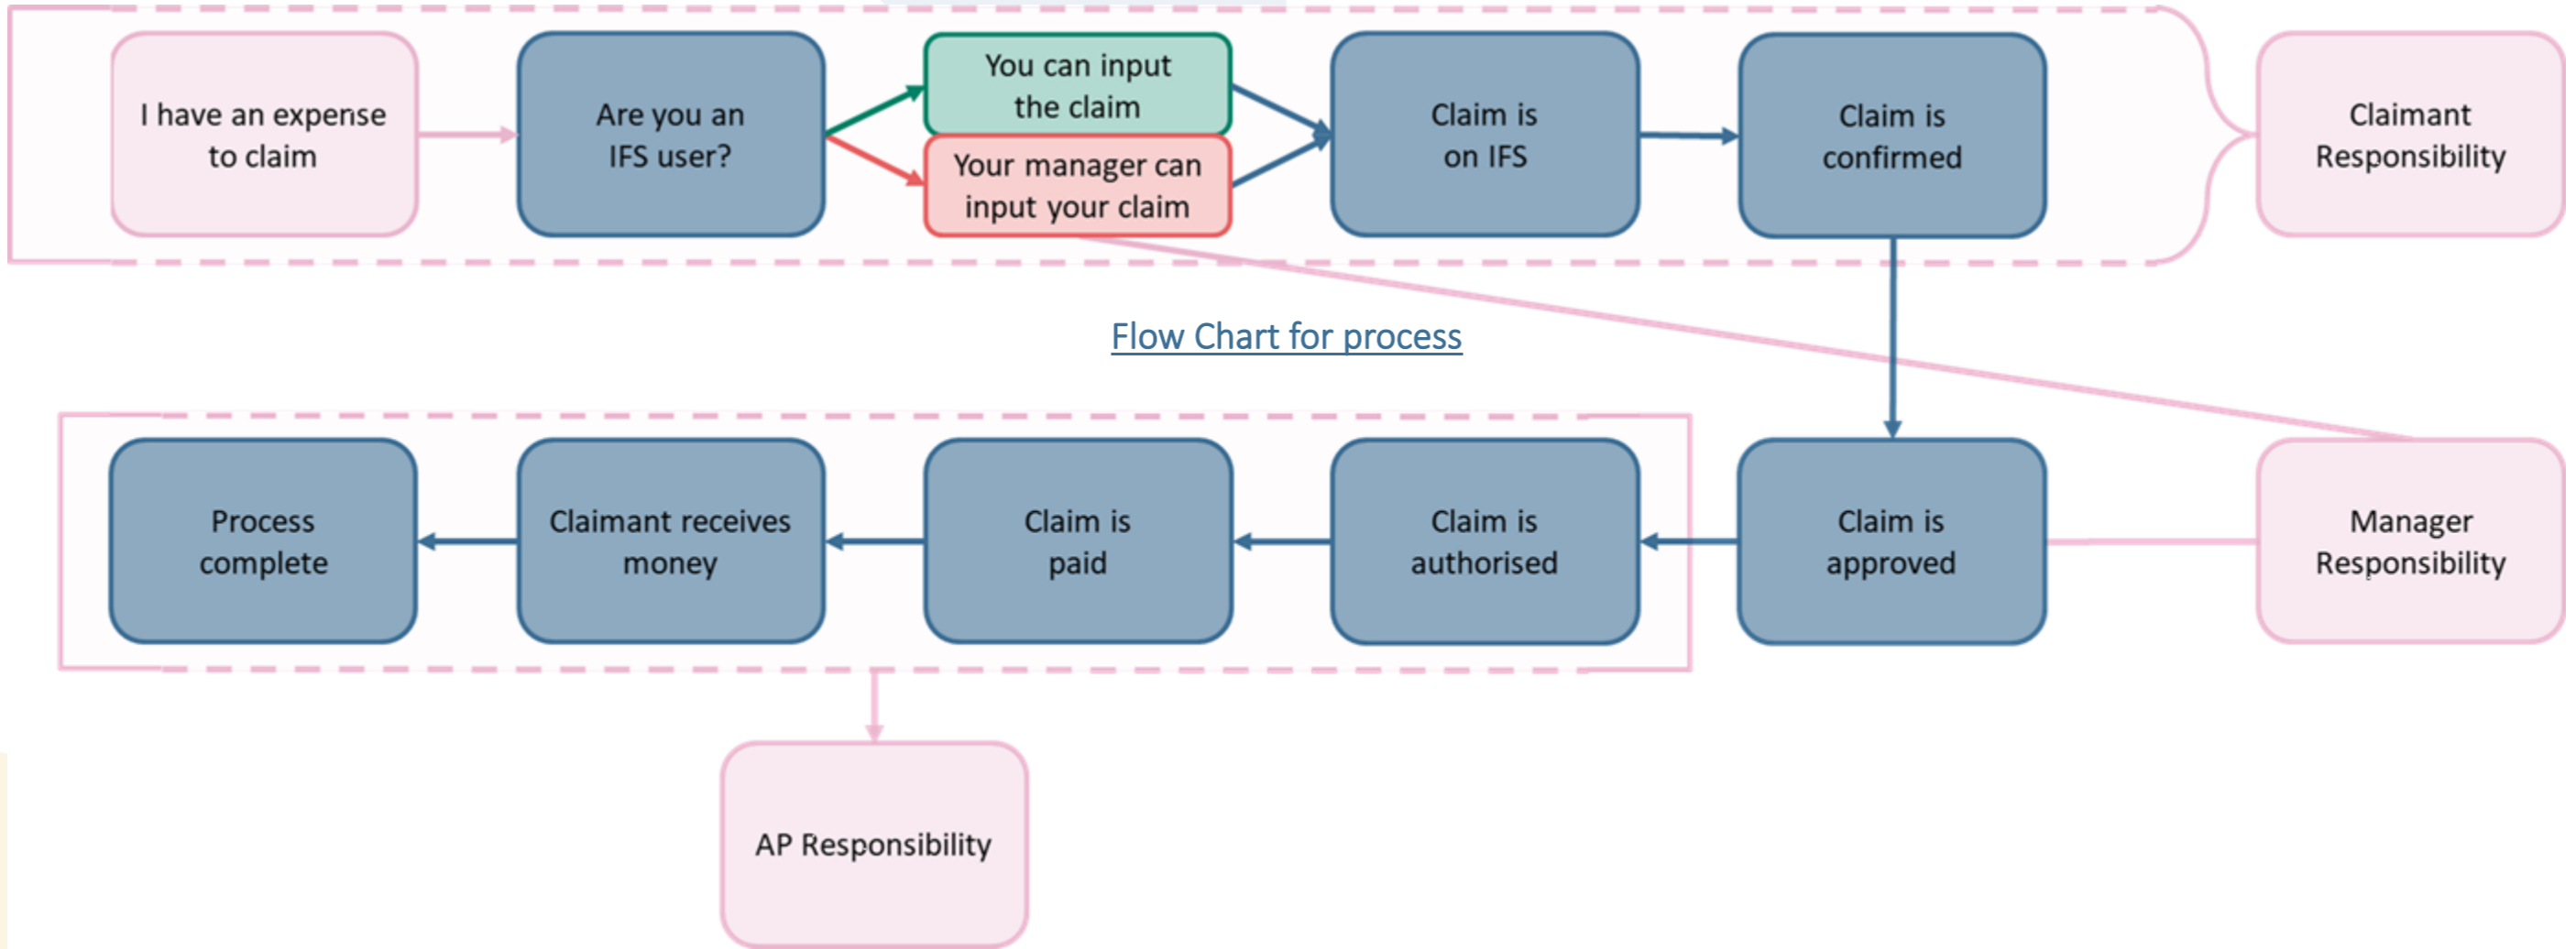 I have an expense
to claim
Are you an
IFS user?
You can input
the claim
Your manager can
input your claim
Claim is
on IFS
Claim is
confirmed
Claimant
Responsibility
Flow Chart for process
Process
complete
Claimant receives
money
Claim is
paid
Claim is
authorised
Claim is
approved
Manager
Responsibility
AP Responsibility